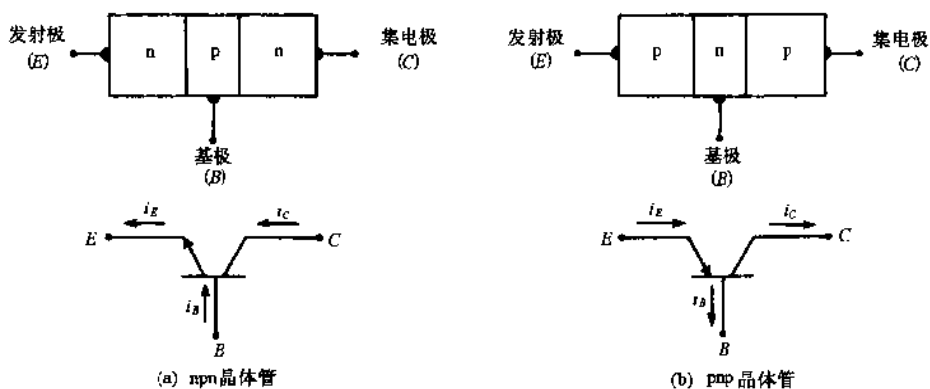 发射极
(E)
n
p
n
集电极
(C)
基极
(B)
i_E
i_C
E
C
i_B
B
(a) npn晶体管
发射极
(E)
p
n
p
集电极
(C)
基极
(B)
i_E
i_C
E
C
i_B
B
(b) pnp晶体管